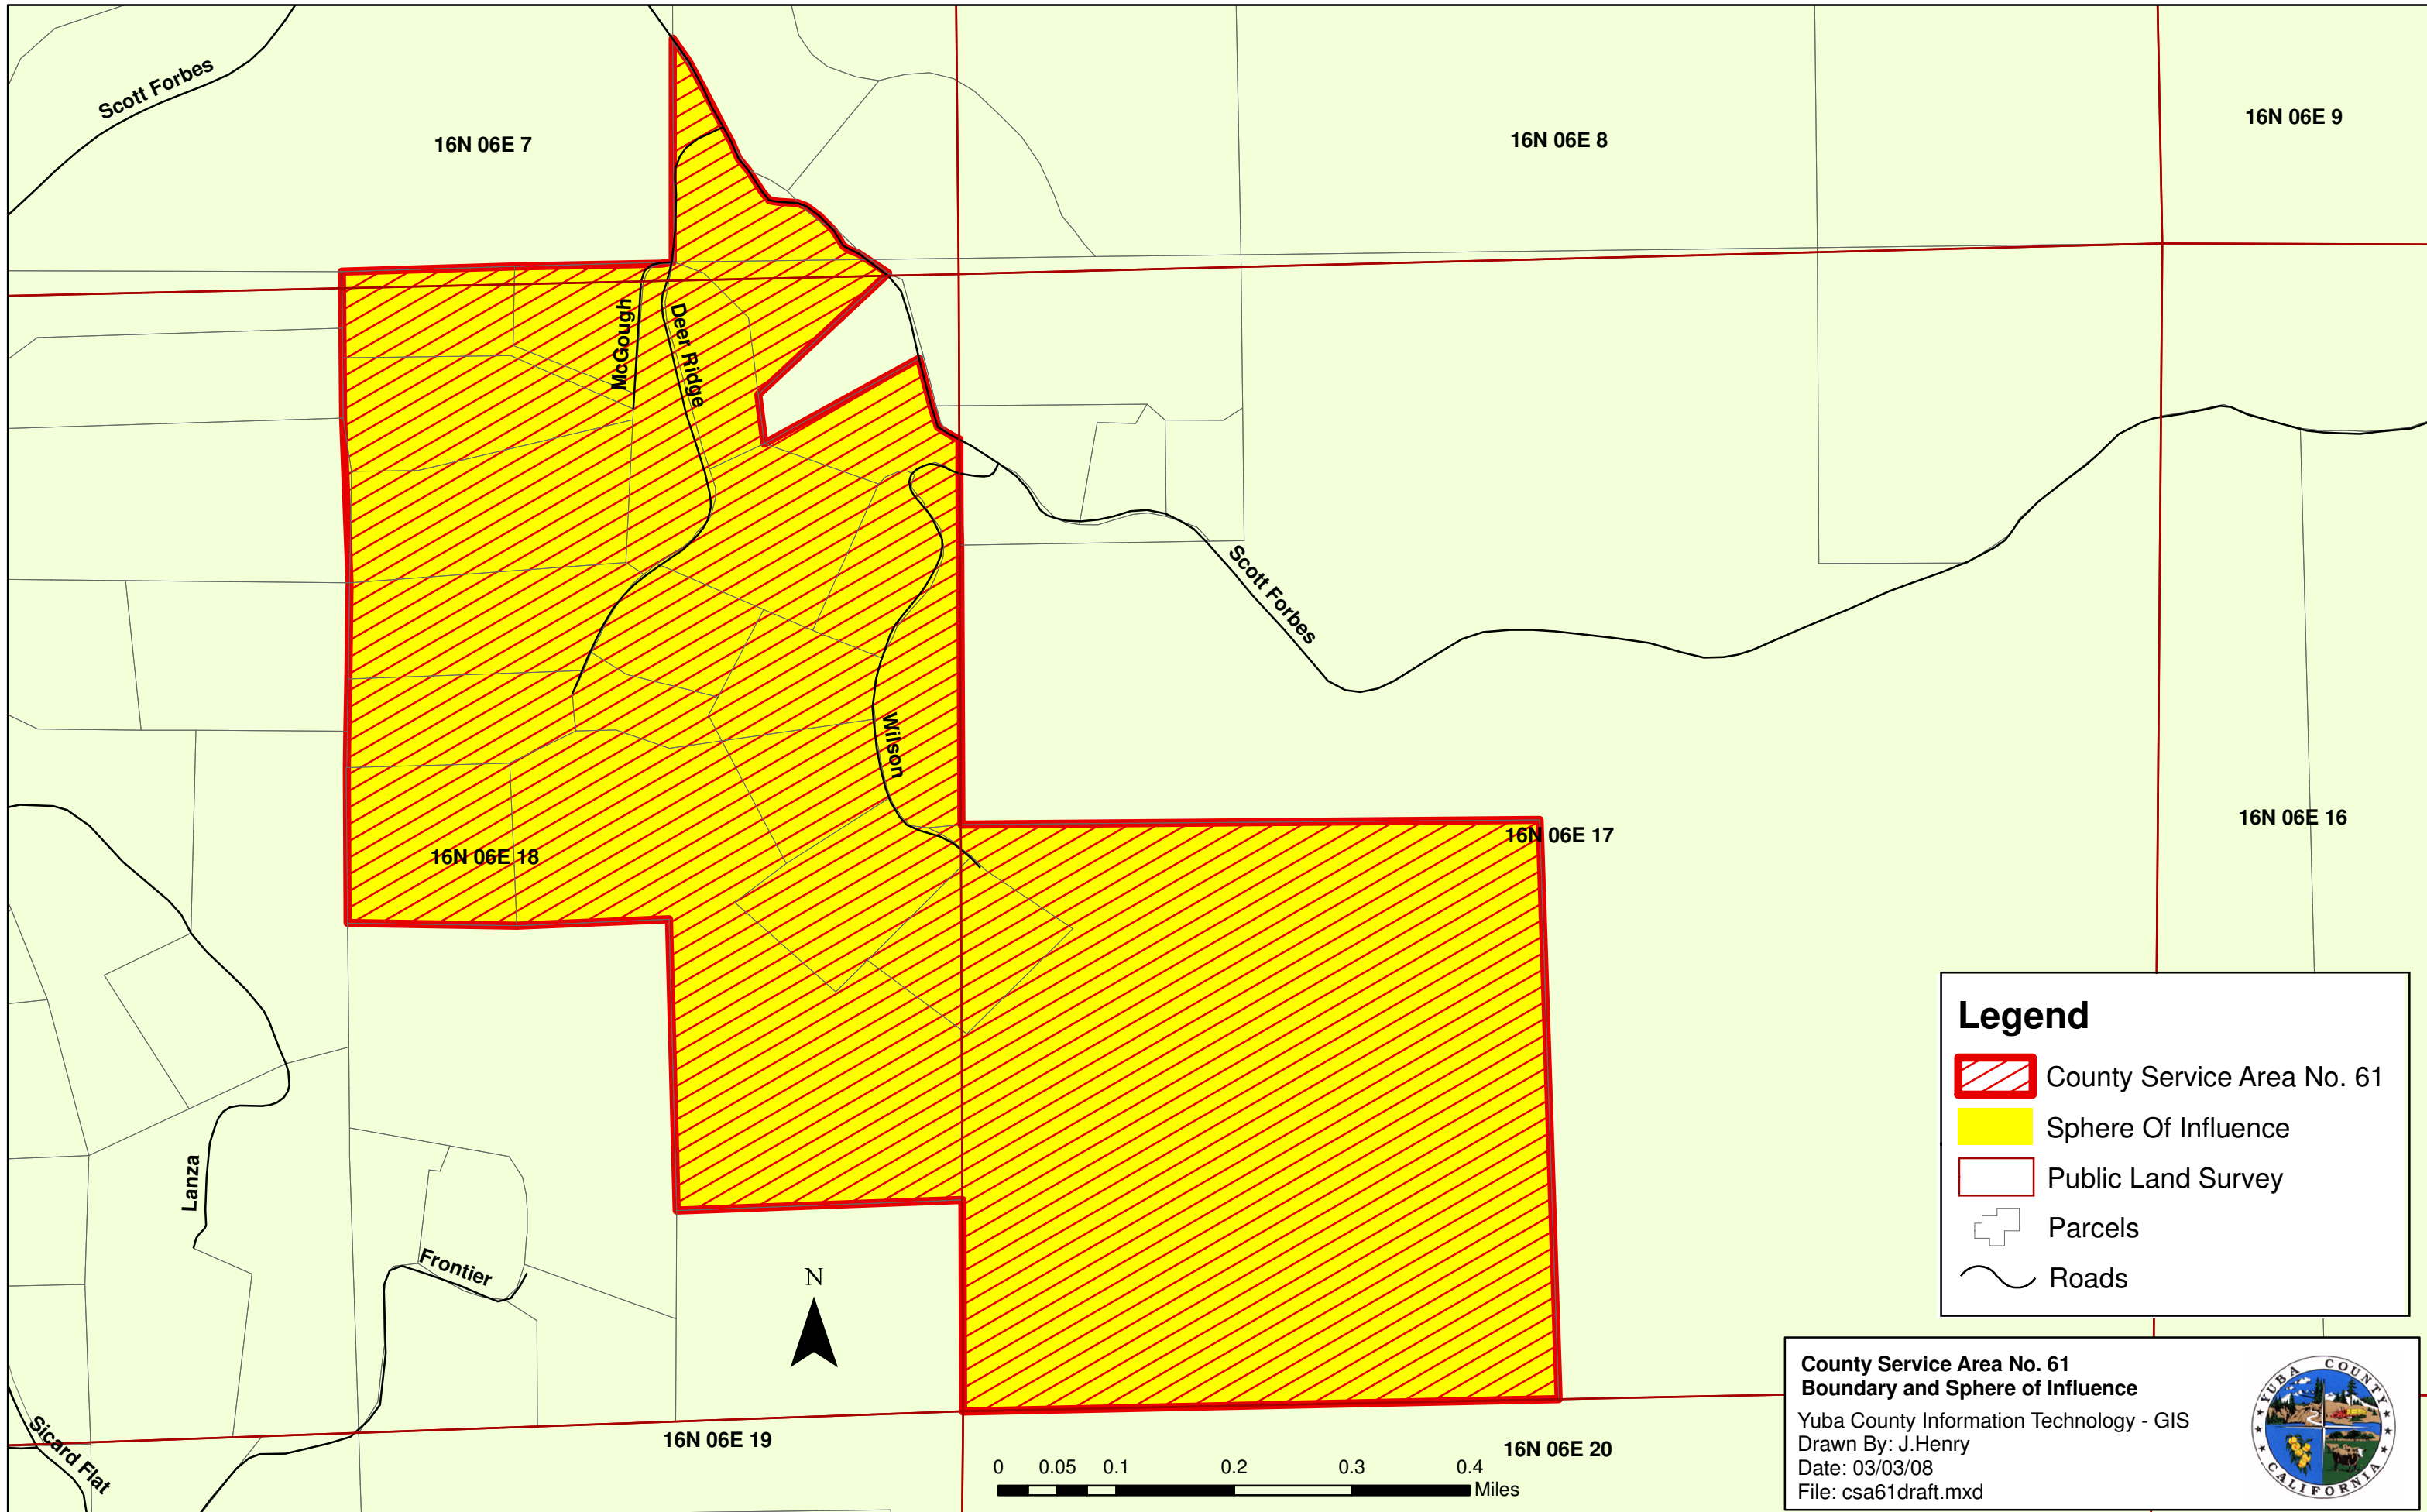 Scott Forbes
16N 06E 7
16N 06E 8
16N 06E 9
McGough
Deer Ridge
Scott Forbes
Wilson
16N 06E 18
16N 06E 17
16N 06E 16
Lanza
Frontier
Sicard Flat
16N 06E 19
16N 06E 20
N
0 0.05 0.1 0.2 0.3 0.4
Miles
Legend
County Service Area No. 61
Sphere Of Influence
Public Land Survey
Parcels
Roads
County Service Area No. 61
Boundary and Sphere of Influence
Yuba County Information Technology - GIS
Drawn By: J.Henry
Date: 03/03/08
File: csa61draft.mxd
YUBA COUNTY
CALIFORNIA